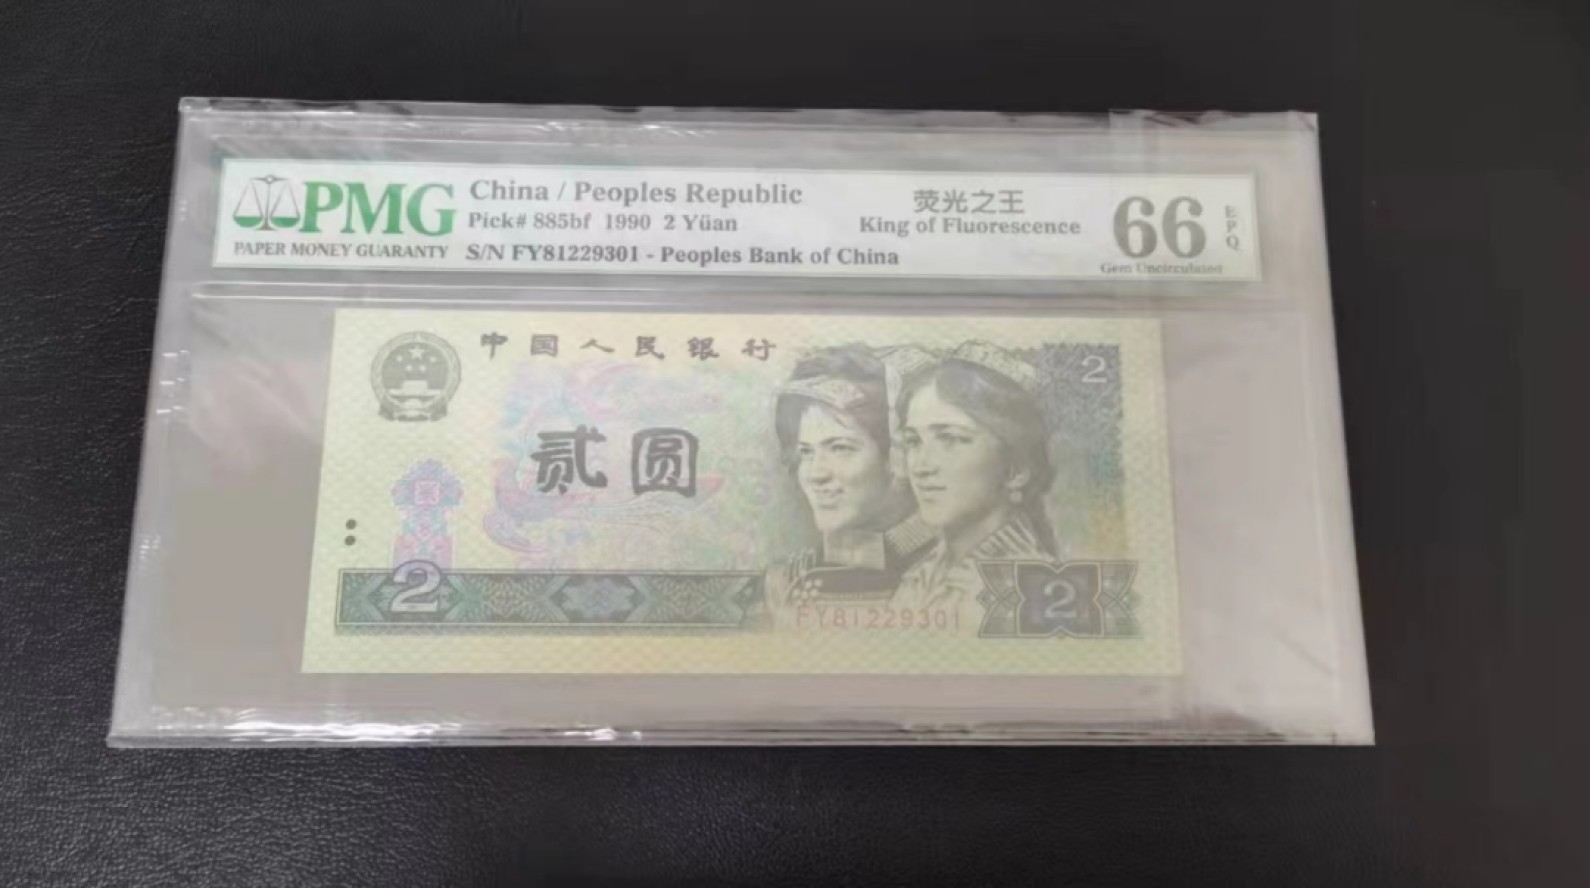 PMG
PAPER MONEY GUARANTY
China / Peoples Republic
Pick# 885bf 1990 2 Yüan
S/N FY81229301 - Peoples Bank of China
荧光之王
King of Fluorescence
66
EPQ
Gem Uncirculated
中国人民银行
2
贰圆
2
2
FY81229301